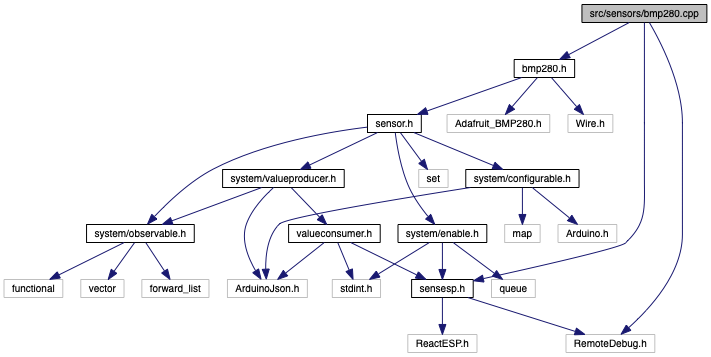 src/sensors/bmp280.cpp
bmp280.h
sensor.h
Adafruit_BMP280.h
Wire.h
system/valueproducer.h
set
system/configurable.h
system/observable.h
valueconsumer.h
system/enable.h
map
Arduino.h
functional
vector
forward_list
ArduinoJson.h
stdint.h
sensesp.h
queue
ReactESP.h
RemoteDebug.h